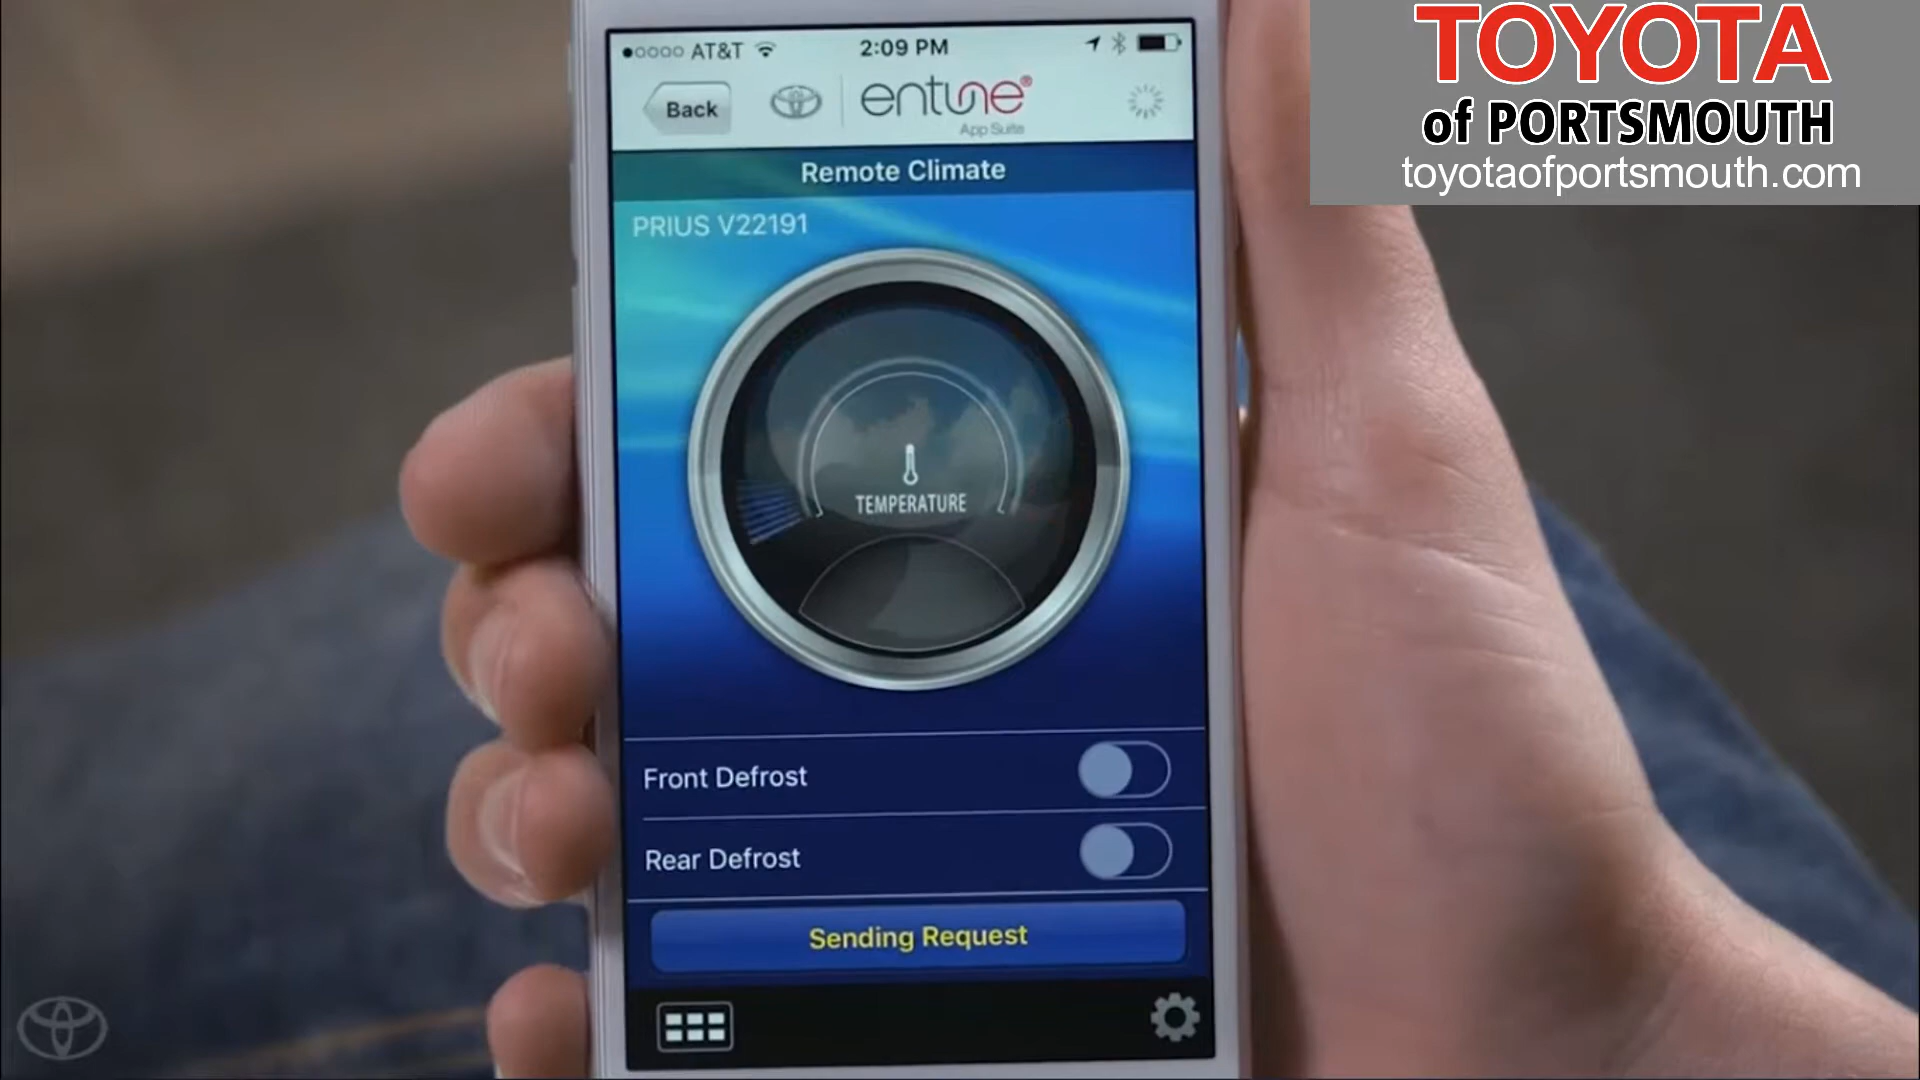 TOYOTA
of PORTSMOUTH
toyotaofportsmouth.com
AT&T 2:09 PM
Back entune®
App Suite
Remote Climate
PRIUS V22191
TEMPERATURE
Front Defrost
Rear Defrost
Sending Request